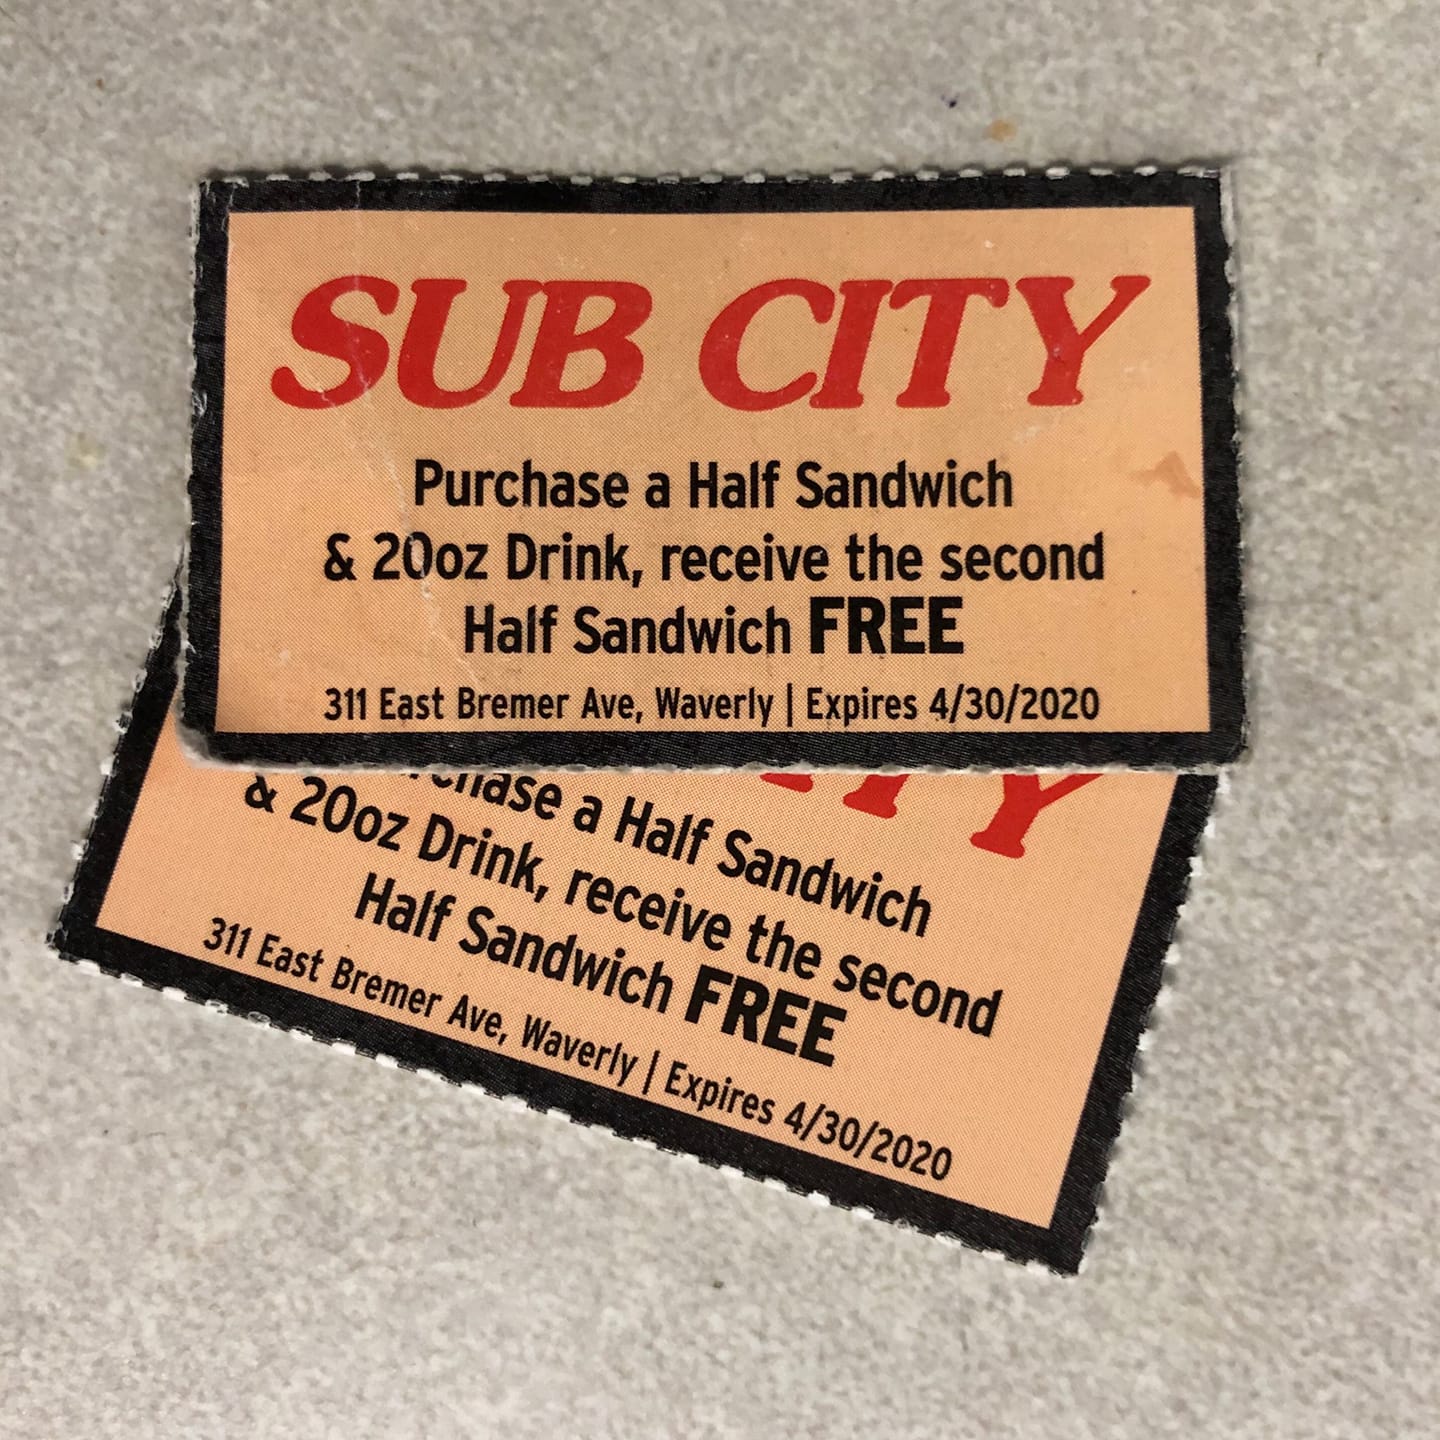 SUB CITY
Purchase a Half Sandwich
& 20oz Drink, receive the second
Half Sandwich FREE
311 East Bremer Ave, Waverly | Expires 4/30/2020
a Half Sandwich
& 20oz Drink, receive the second
Half Sandwich FREE
311 East Bremer Ave, Waverly | Expires 4/30/2020